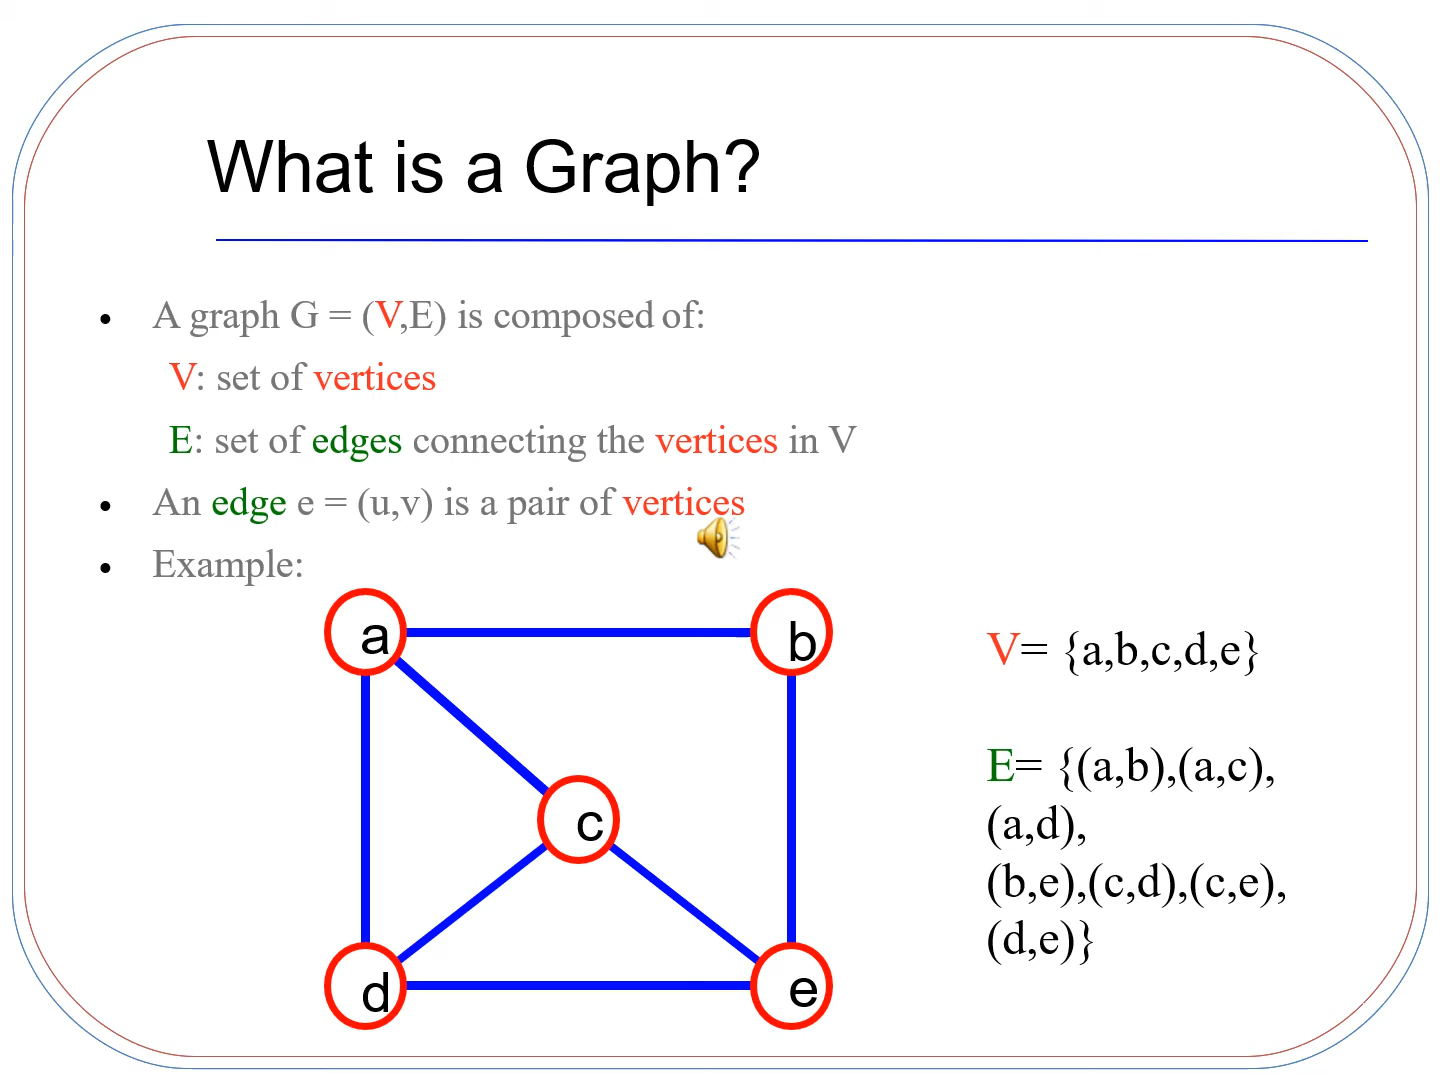 What is a Graph?
• A graph G = (V,E) is composed of:
V: set of vertices
E: set of edges connecting the vertices in V
• An edge e = (u,v) is a pair of vertices
• Example:
a
b
c
d
e
V= {a,b,c,d,e}
E= {(a,b),(a,c),
(a,d),
(b,e),(c,d),(c,e),
(d,e)}